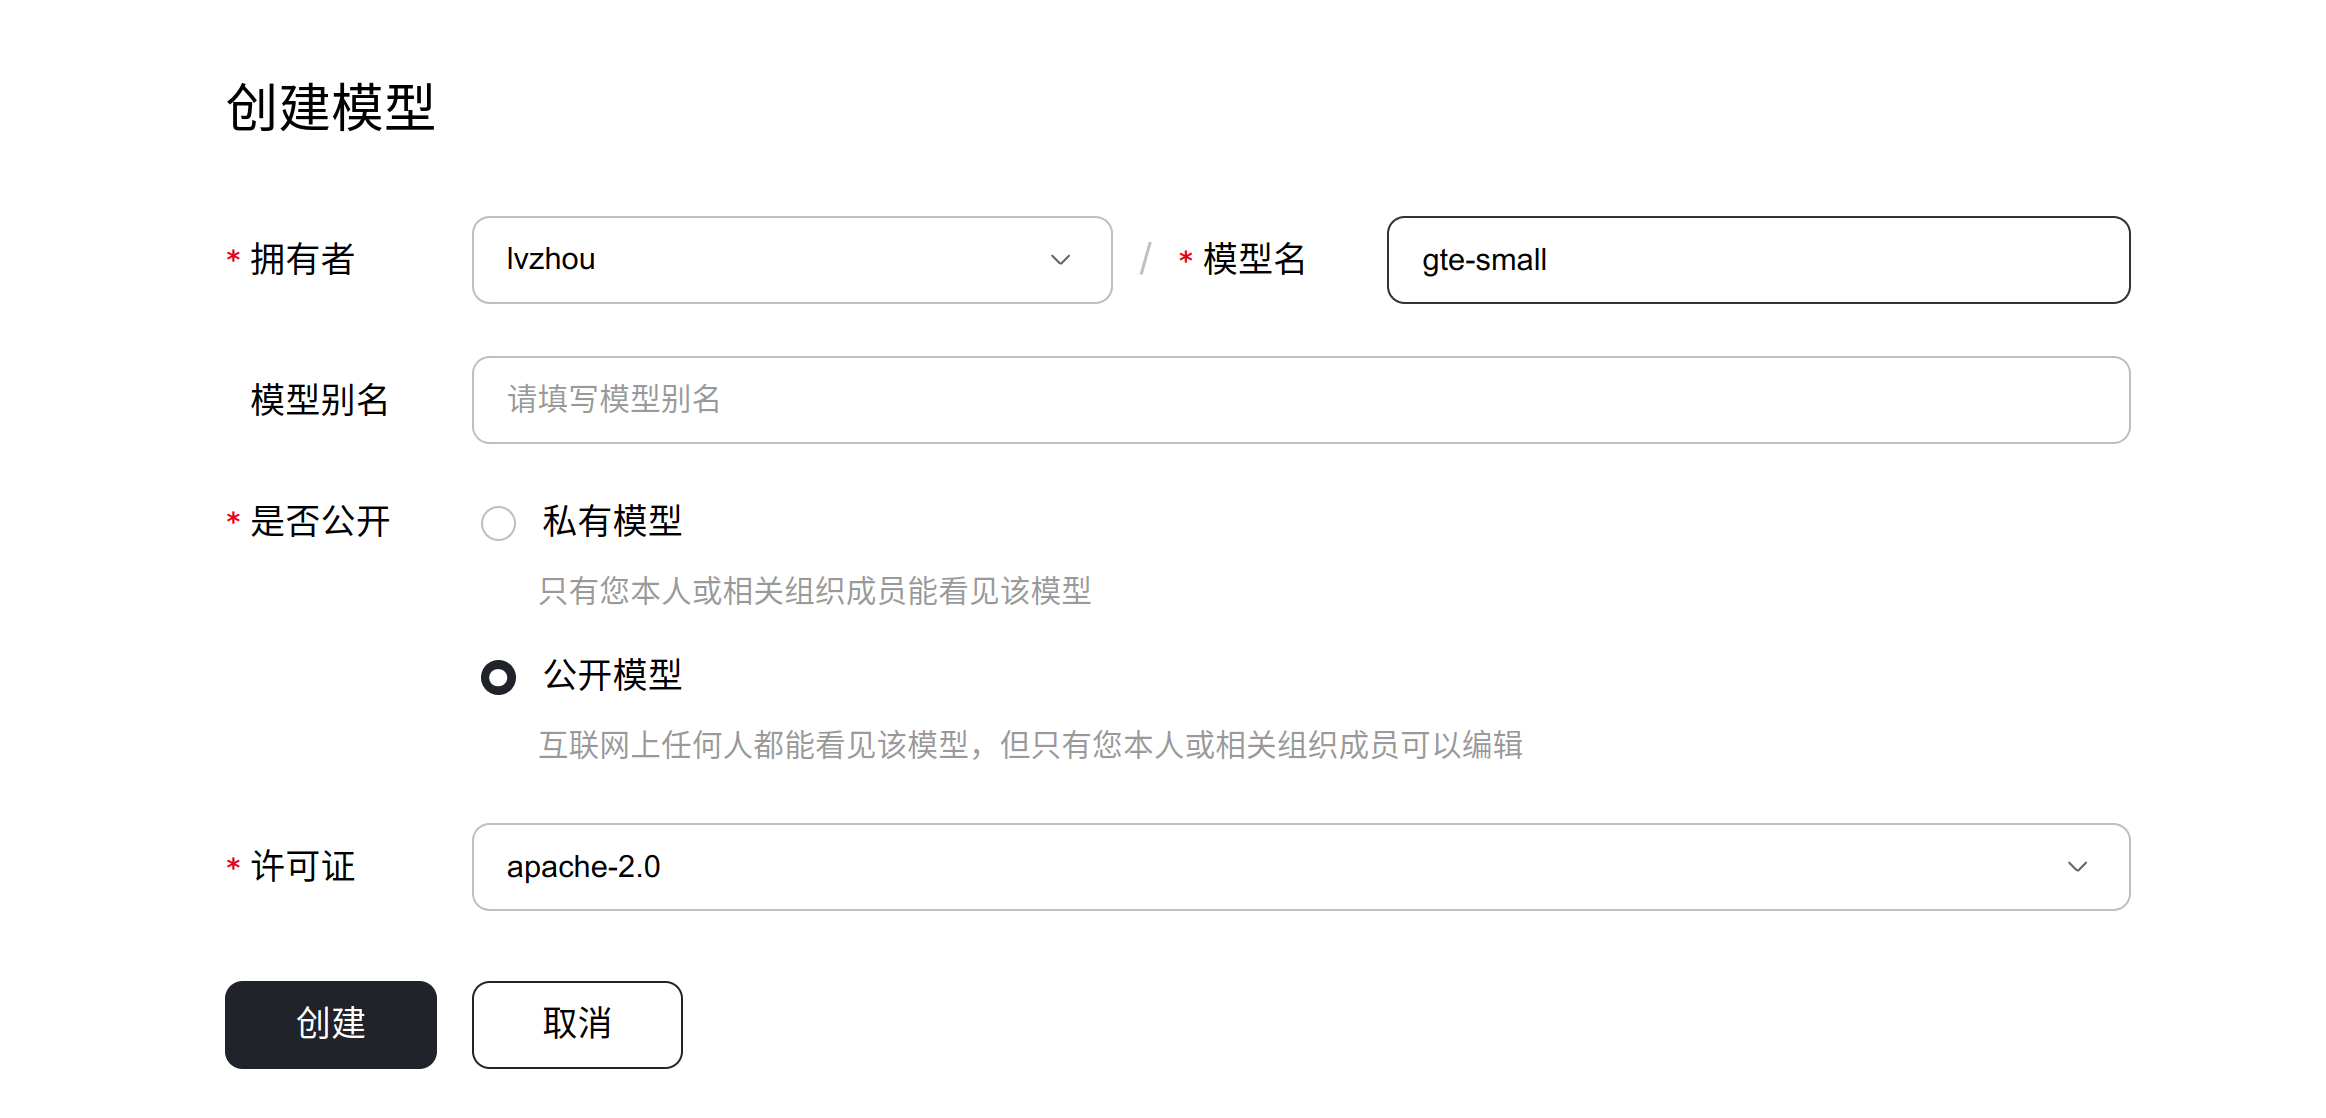 创建模型
* 拥有者 lvzhou / * 模型名 gte-small
模型别名 请填写模型别名
* 是否公开 私有模型
只有您本人或相关组织成员能看见该模型
公开模型
互联网上任何人都能看见该模型，但只有您本人或相关组织成员可以编辑
* 许可证 apache-2.0
创建 取消